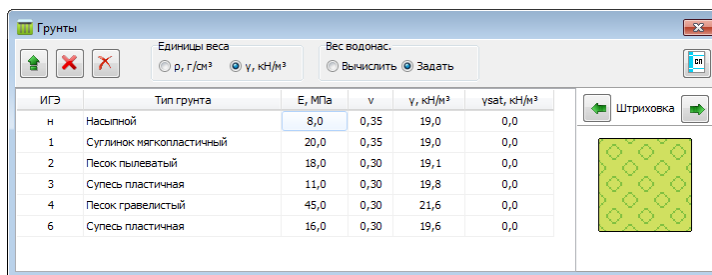 Грунты
Единицы веса
Вес водонас.
ρ, г/см³ γ, кН/м³
Вычислить Задать
сп
ИГЭ Тип грунта E, МПа ν γ, кН/м³ γsat, кН/м³
Штриховка
н Насыпной 8,0 0,35 19,0 0,0
1 Суглинок мягкопластичный 20,0 0,35 19,0 0,0
2 Песок пылеватый 18,0 0,30 19,1 0,0
3 Супесь пластичная 11,0 0,30 19,8 0,0
4 Песок гравелистый 45,0 0,30 21,6 0,0
6 Супесь пластичная 16,0 0,30 19,6 0,0